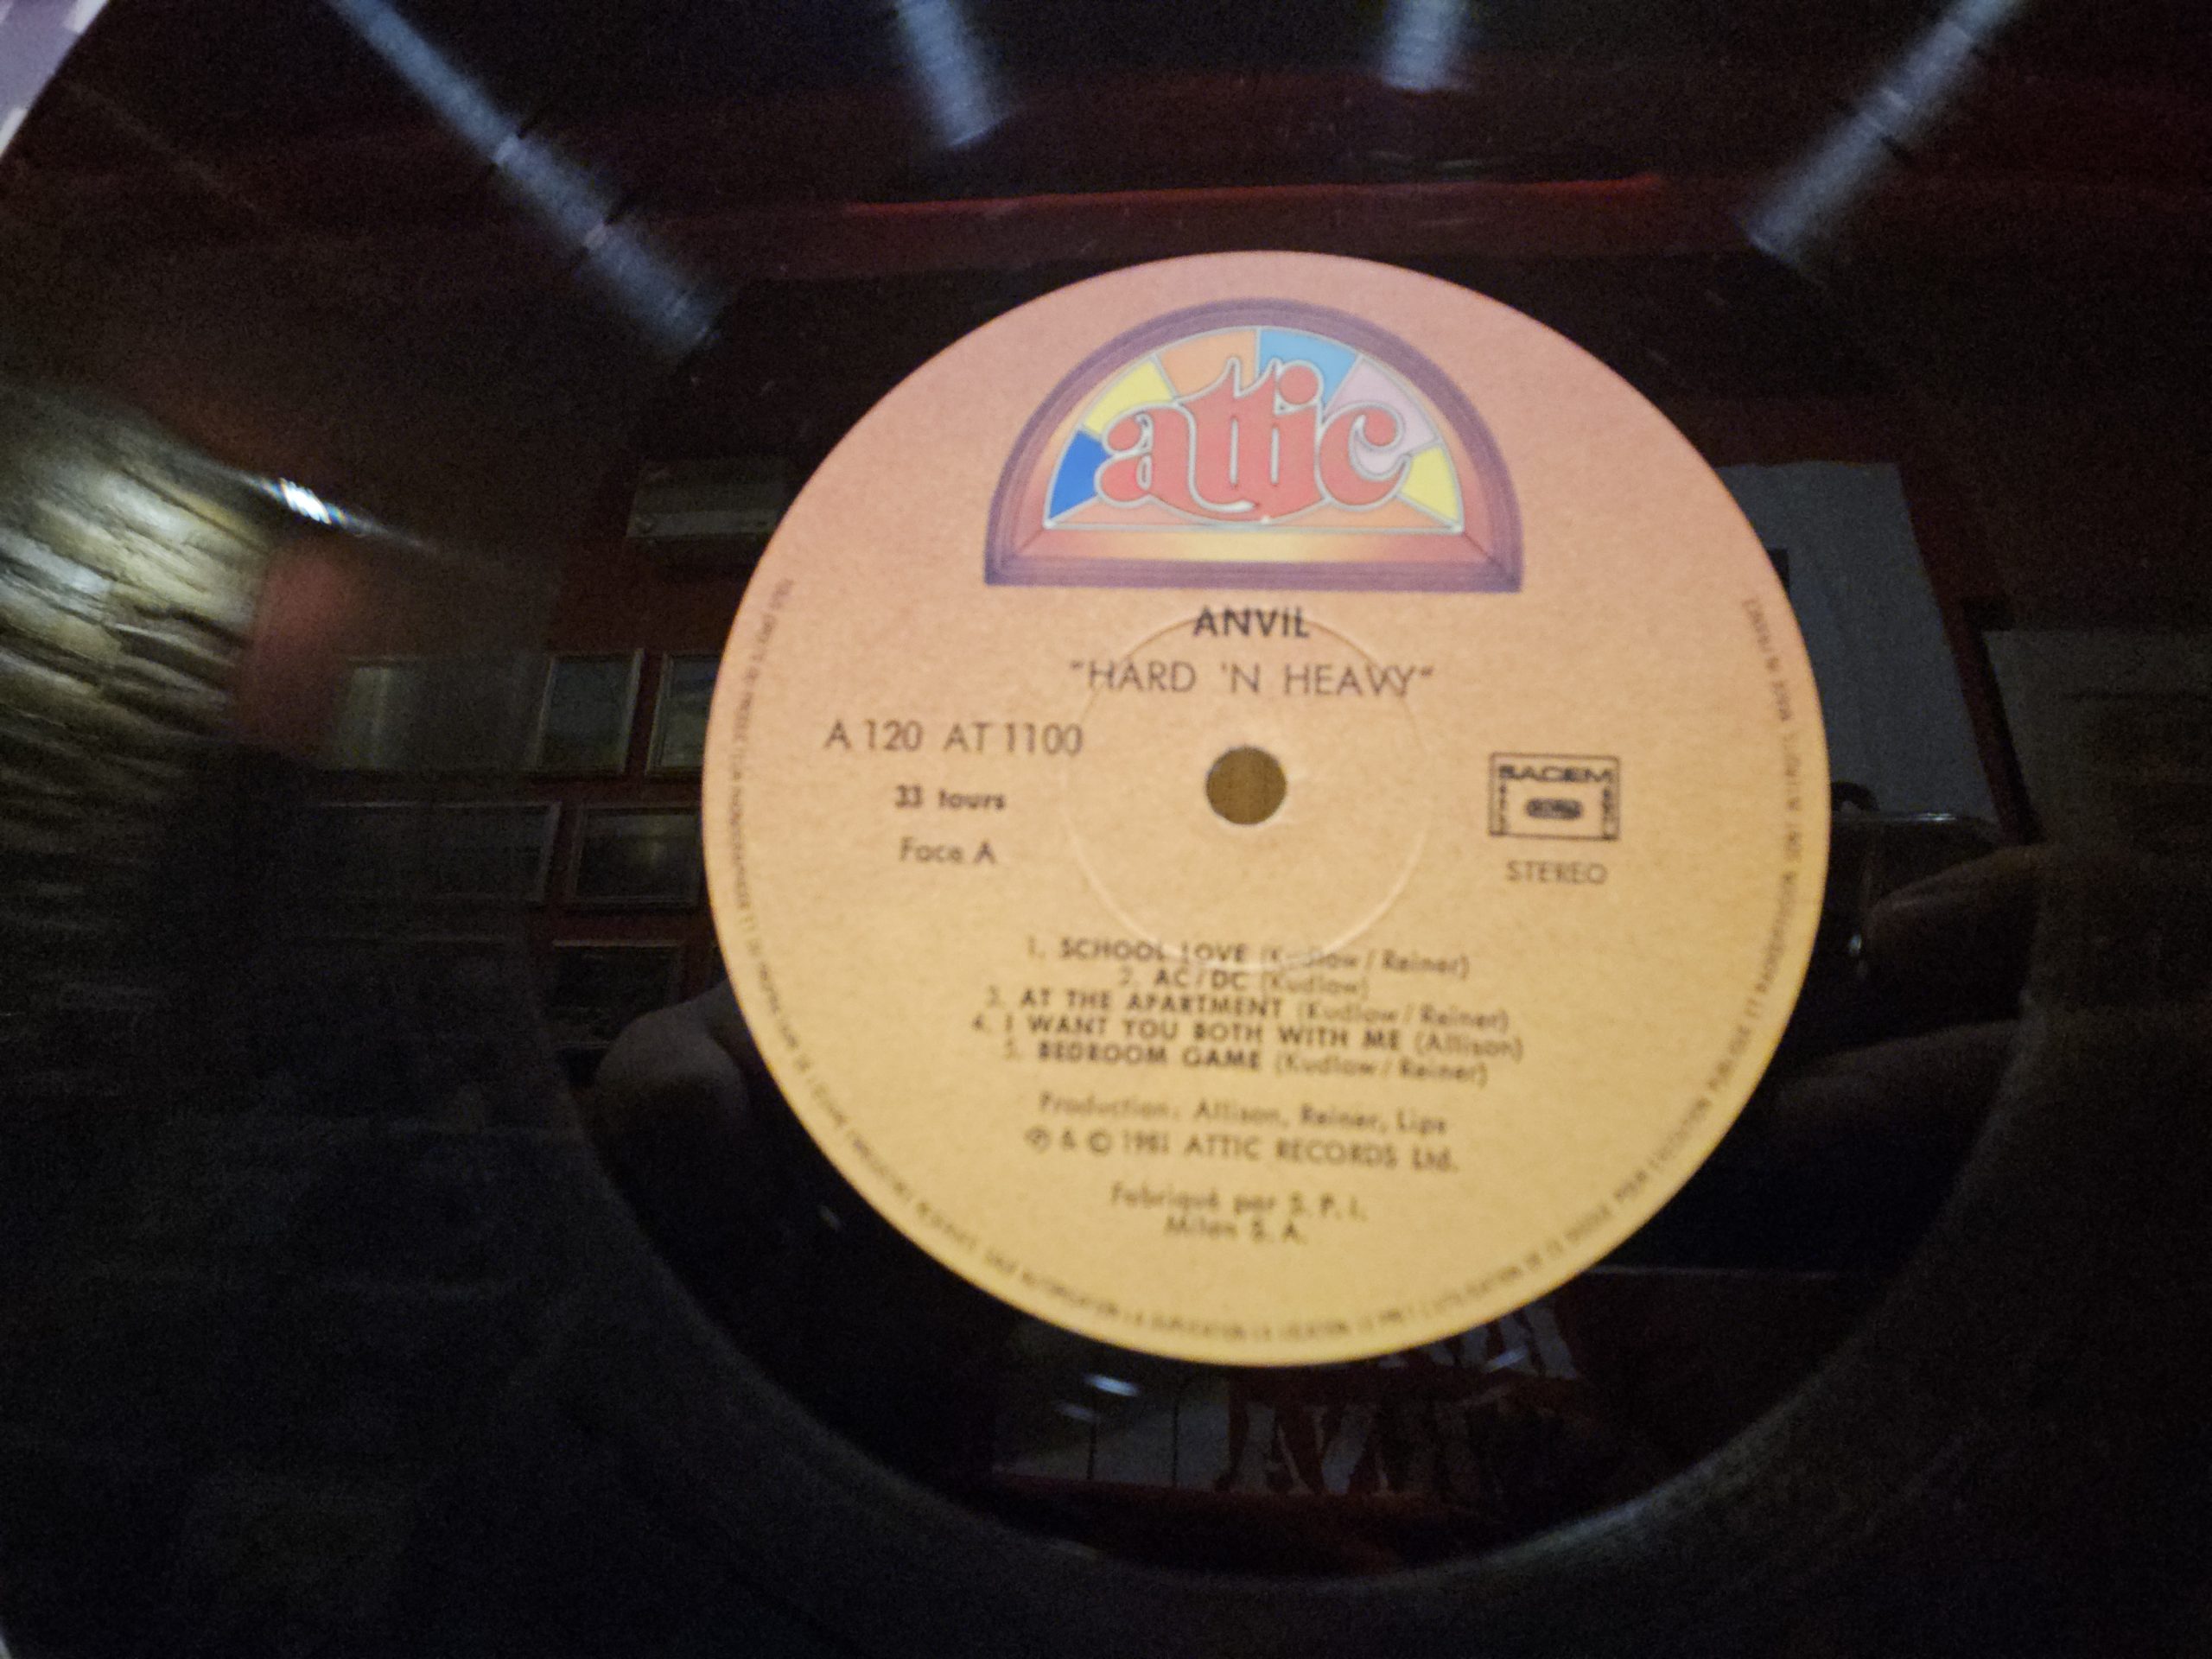 attic
ANVIL
"HARD 'N HEAVY"
A 120 AT 1100
33 tours
Face A
SACEM
STEREO
1. SCHOOL LOVE (Kudlow / Reiner)
2. AC/DC (Kudlow)
3. AT THE APARTMENT (Kudlow / Reiner)
4. I WANT YOU BOTH WITH ME (Allison)
5. BEDROOM GAME (Kudlow / Reiner)
Production: Allison, Reiner, Lips
℗ & © 1981 ATTIC RECORDS Ltd.
Fabriqué par S. P. I.
Milan S. A.